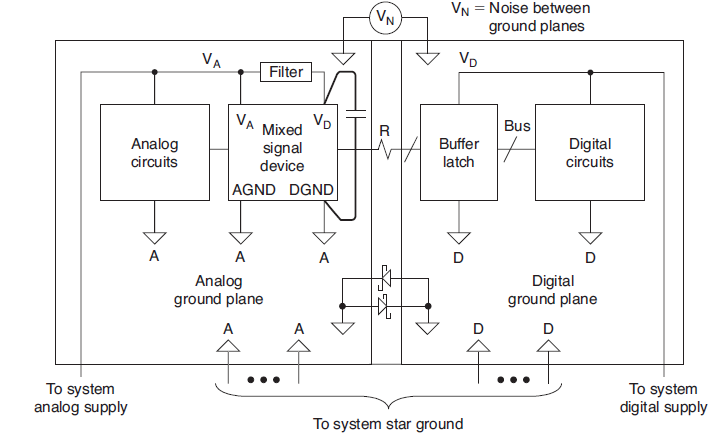 V_N = Noise between
ground planes
V_N
V_A
Filter
V_D
V_A
V_D
Mixed
signal
device
AGND DGND
Analog
circuits
R
Buffer
latch
Bus
Digital
circuits
A
A
A
D
D
Analog
ground plane
Digital
ground plane
A
A
D
D
To system
analog supply
To system
digital supply
To system star ground